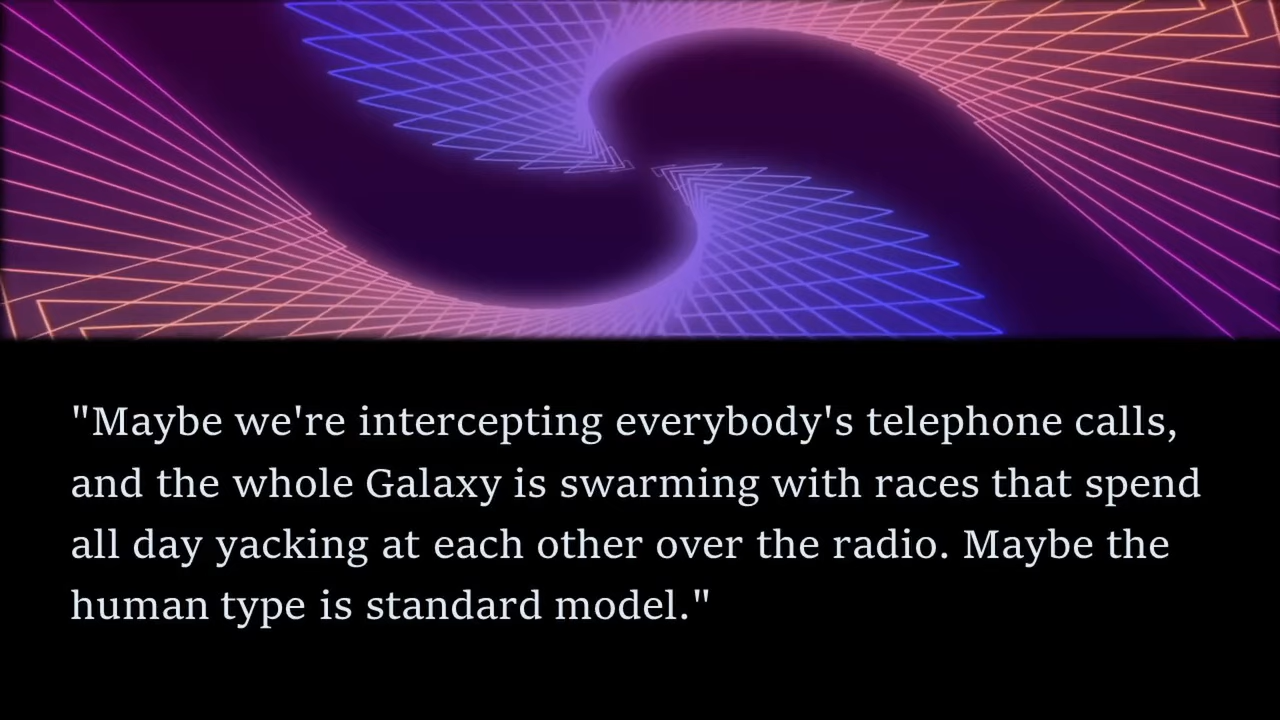 "Maybe we're intercepting everybody's telephone calls,
and the whole Galaxy is swarming with races that spend
all day yacking at each other over the radio. Maybe the
human type is standard model."